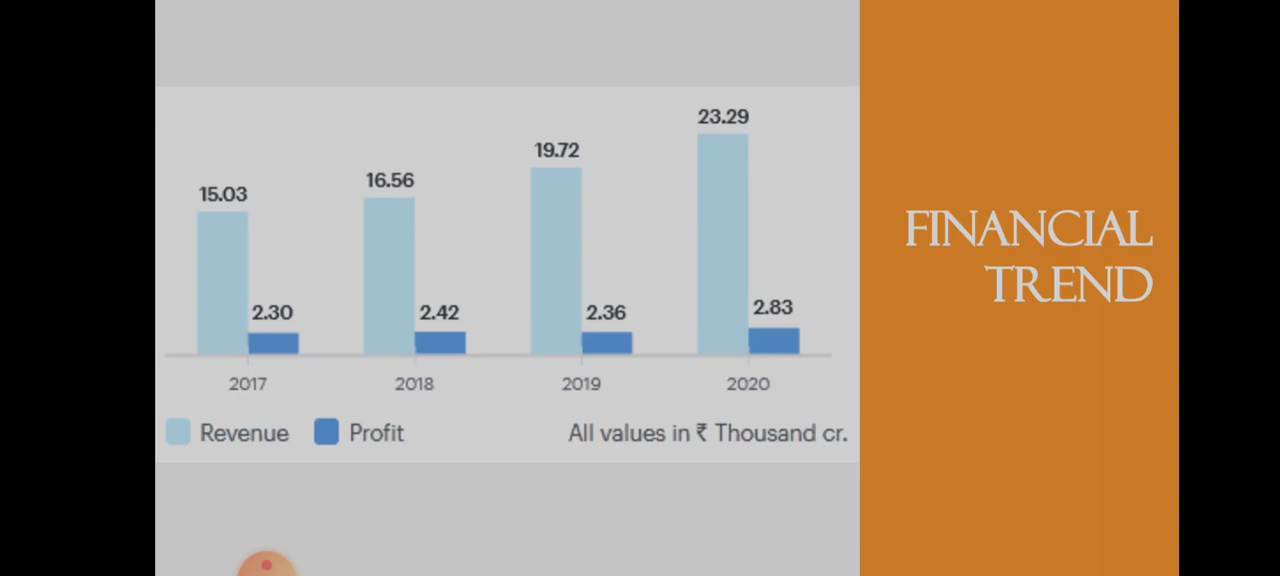 23.29
19.72
16.56
15.03
2.30
2.42
2.36
2.83
2017 2018 2019 2020
Revenue Profit All values in ₹ Thousand cr.
FINANCIAL
TREND